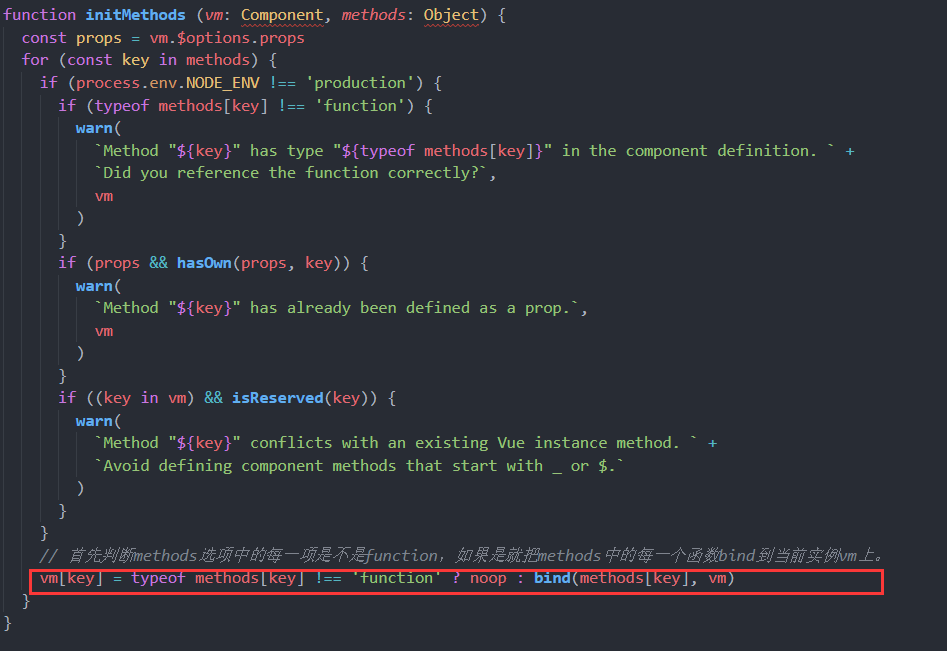 function initMethods (vm: Component, methods: Object) {
  const props = vm.$options.props
  for (const key in methods) {
    if (process.env.NODE_ENV !== 'production') {
      if (typeof methods[key] !== 'function') {
        warn(
          `Method "${key}" has type "${typeof methods[key]}" in the component definition. ` +
          `Did you reference the function correctly?`,
          vm
        )
      }
      if (props && hasOwn(props, key)) {
        warn(
          `Method "${key}" has already been defined as a prop.`,
          vm
        )
      }
      if ((key in vm) && isReserved(key)) {
        warn(
          `Method "${key}" conflicts with an existing Vue instance method. ` +
          `Avoid defining component methods that start with _ or $.`
        )
      }
    }
    // 首先判断methods选项中的每一项是不是function，如果是就把methods中的每一个函数bind到当前实例vm上。
    vm[key] = typeof methods[key] !== 'function' ? noop : bind(methods[key], vm)
  }
}